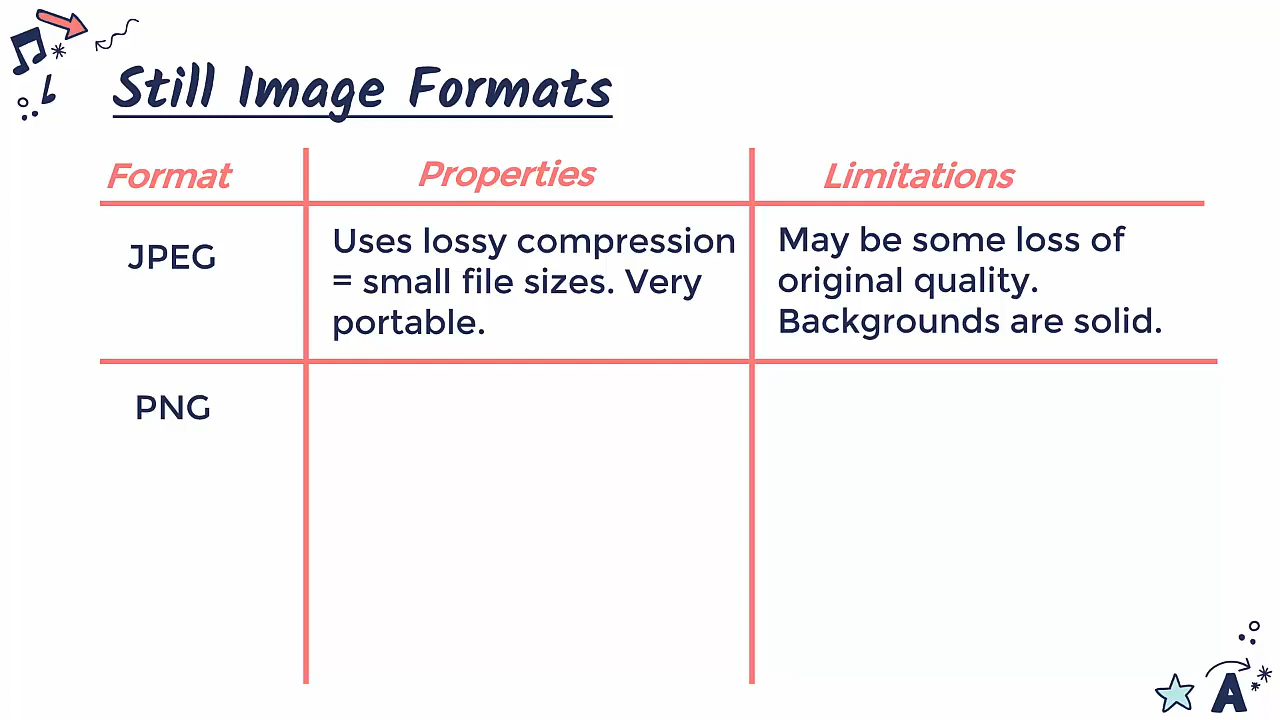 Still Image Formats
Format
Properties
Limitations
JPEG
Uses lossy compression
= small file sizes. Very
portable.
May be some loss of
original quality.
Backgrounds are solid.
PNG
A